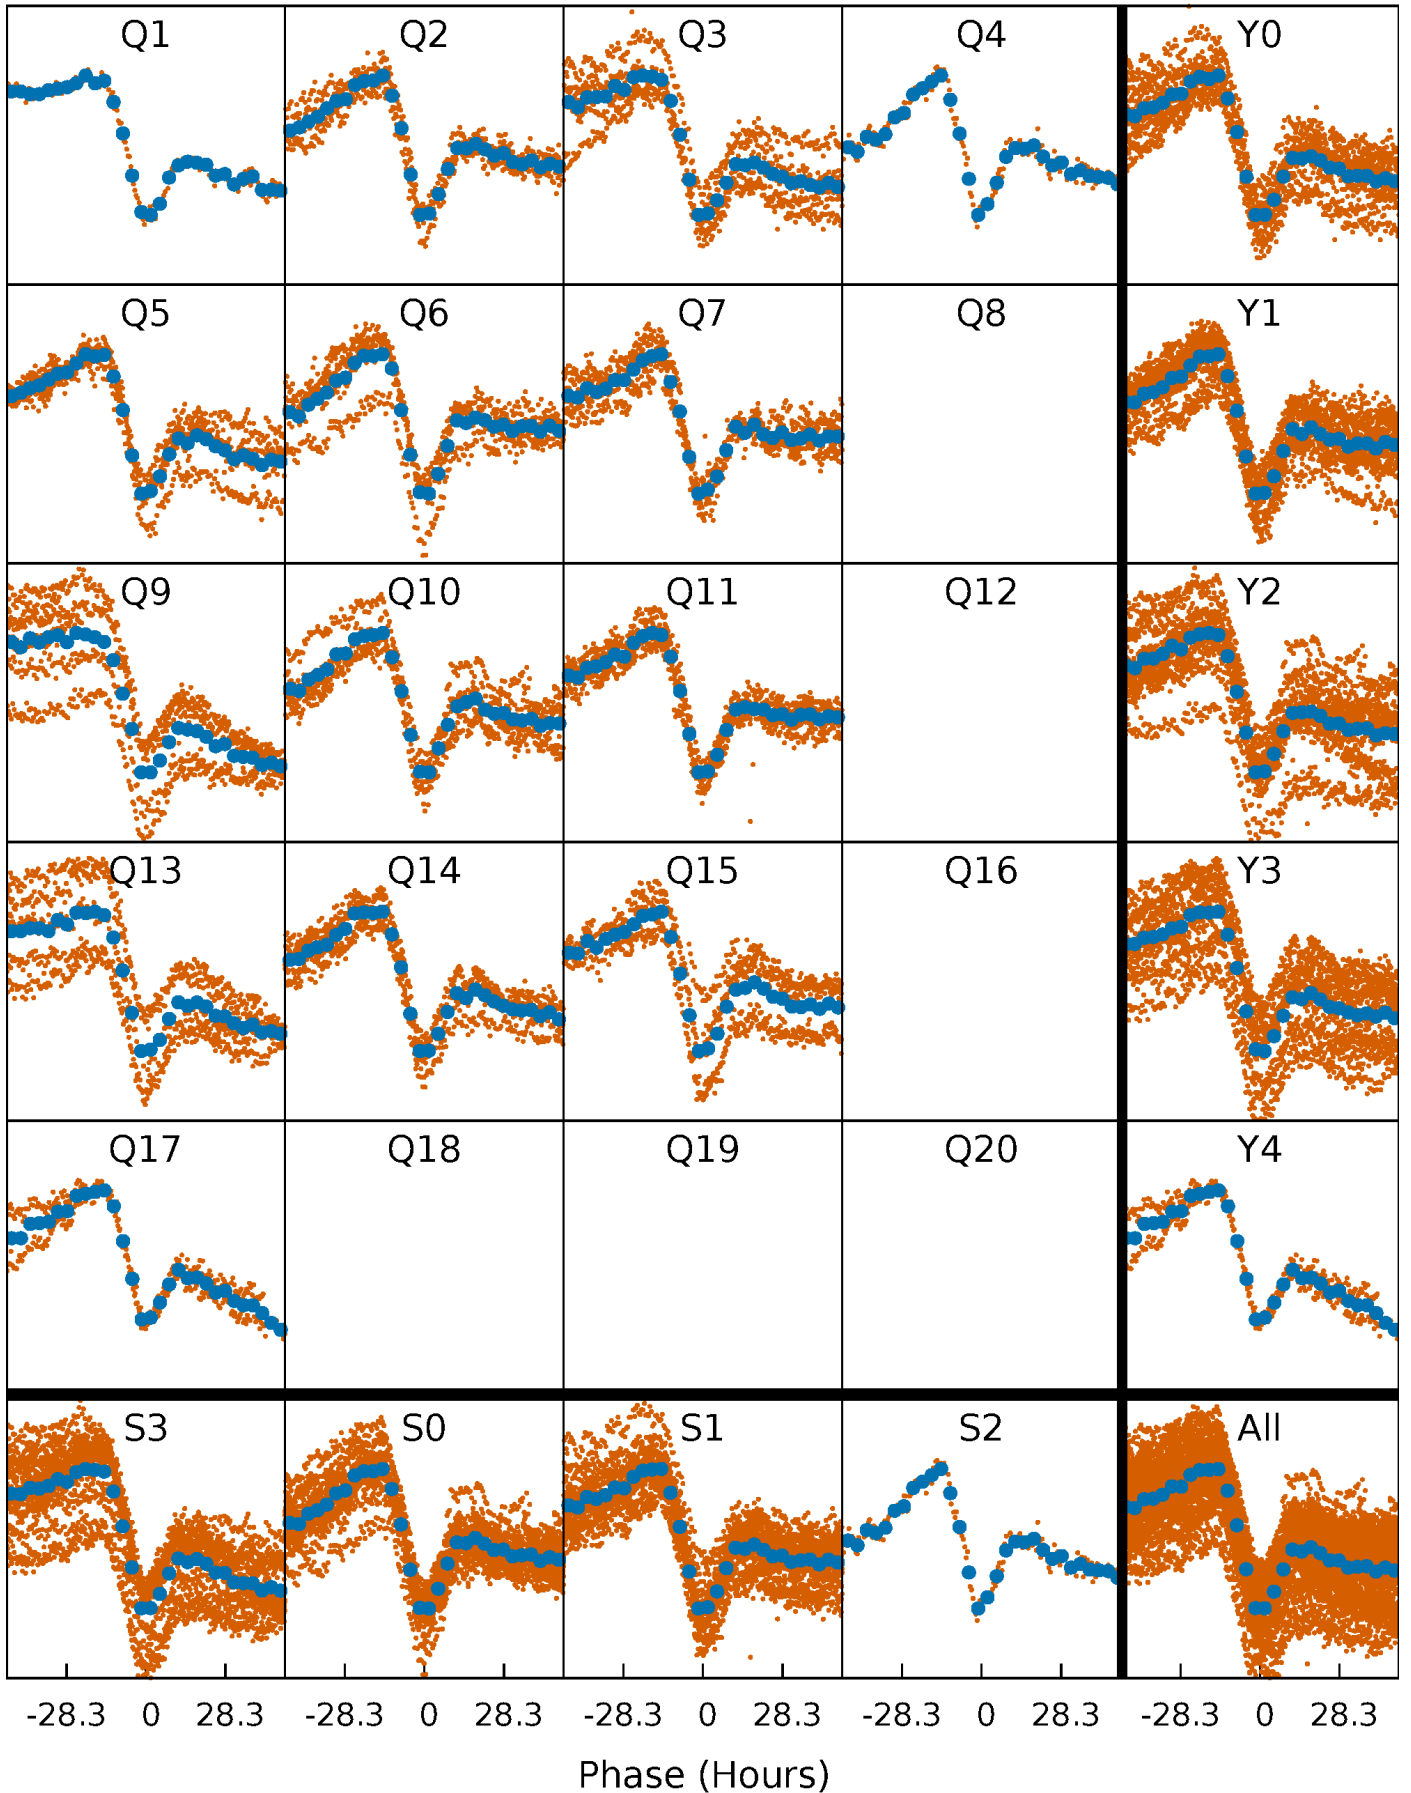 Q1 Q2 Q3 Q4 Y0
Q5 Q6 Q7 Q8 Y1
Q9 Q10 Q11 Q12 Y2
Q13 Q14 Q15 Q16 Y3
Q17 Q18 Q19 Q20 Y4
S3 S0 S1 S2 All
-28.3 0 28.3 -28.3 0 28.3 -28.3 0 28.3 -28.3 0 28.3 -28.3 0 28.3
Phase (Hours)